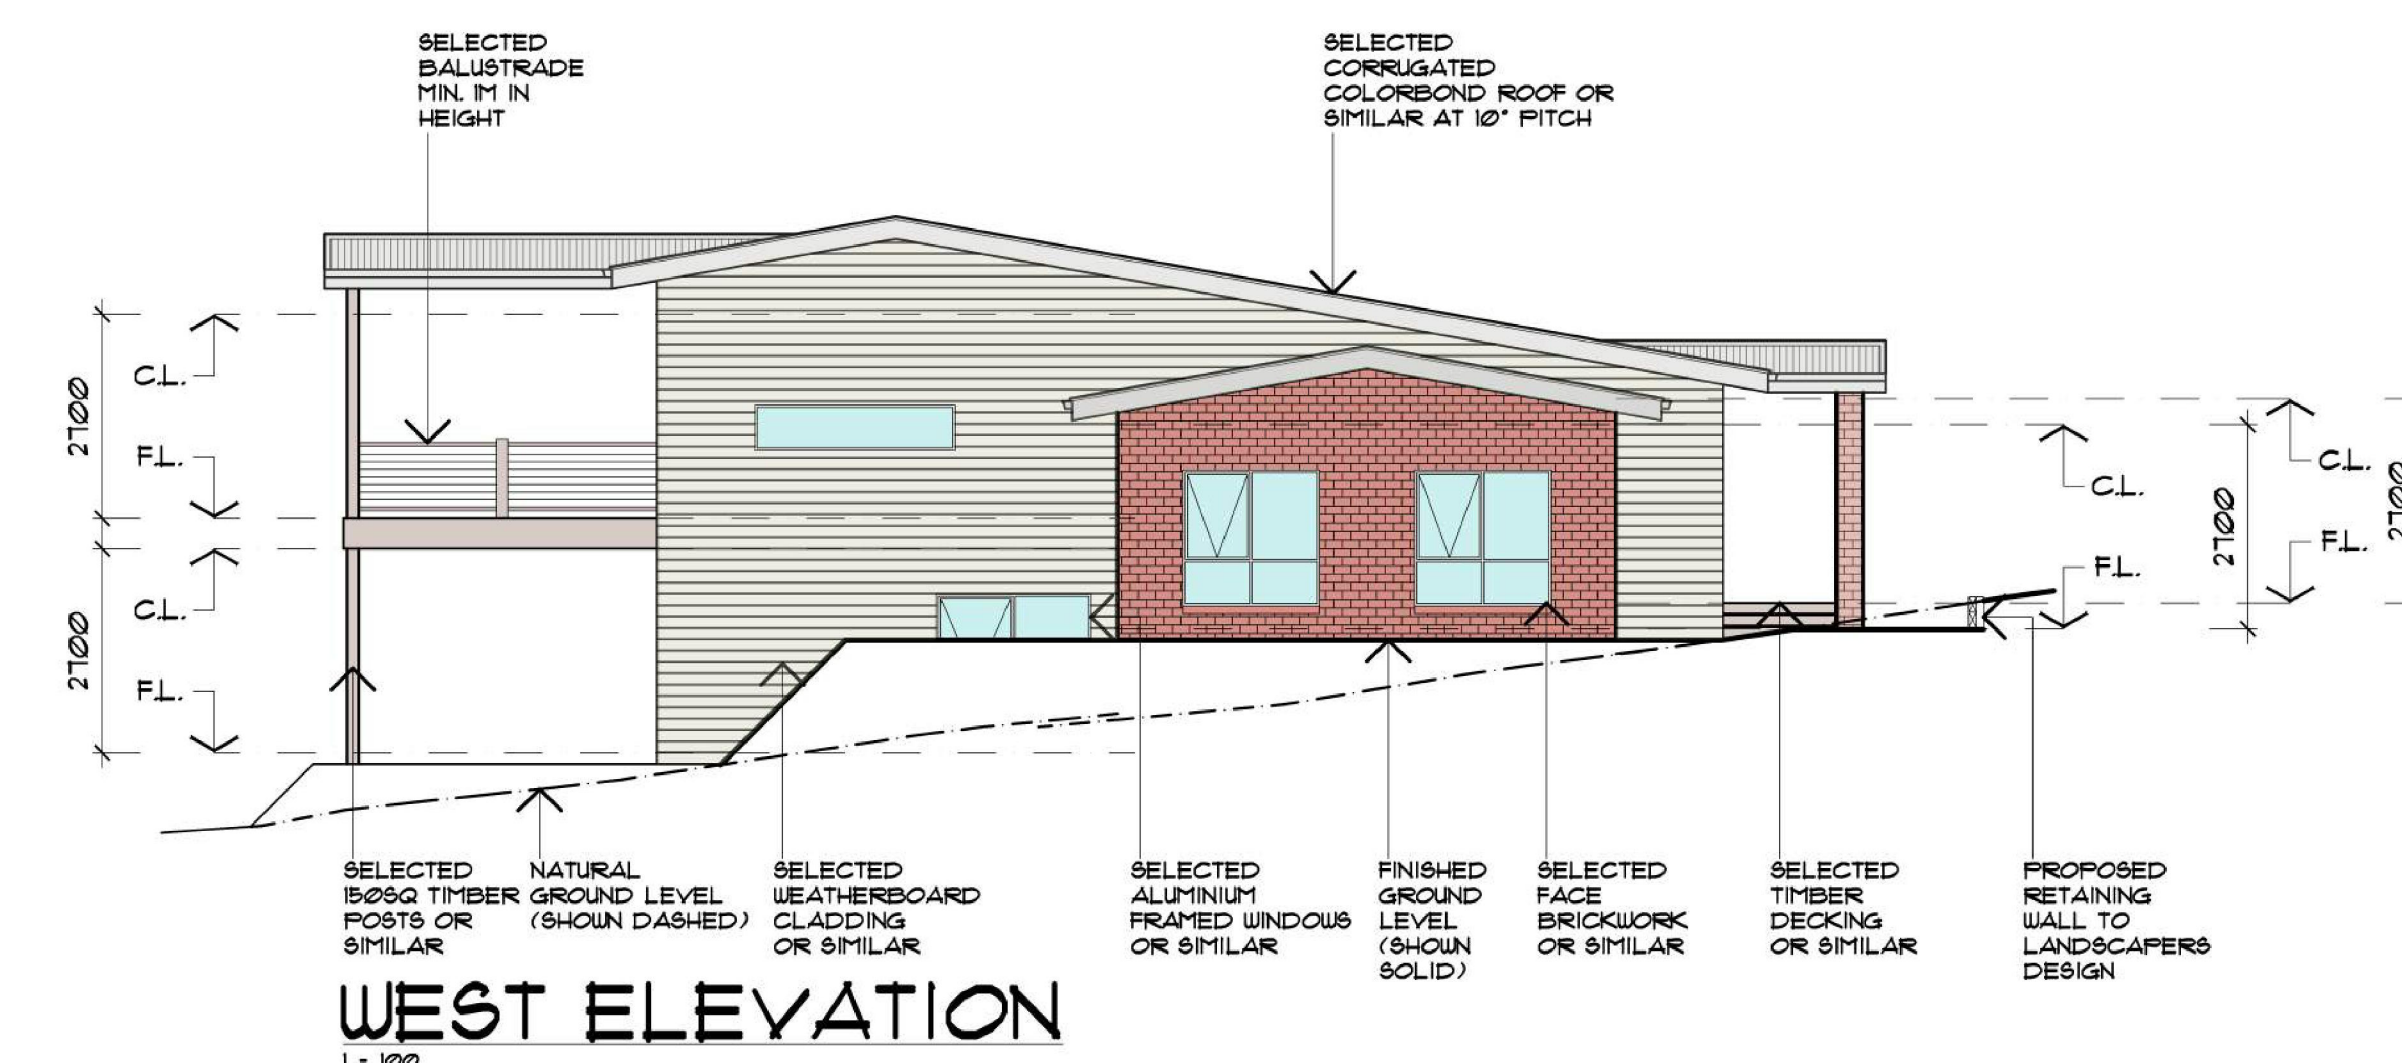 SELECTED
BALUSTRADE
MIN. 1M IN
HEIGHT
SELECTED
CORRUGATED
COLORBOND ROOF OR
SIMILAR AT 10° PITCH
2700
C.L.
F.L.
2700
C.L.
F.L.
C.L.
F.L.
2700
C.L.
F.L.
2700
SELECTED
150SQ TIMBER
POSTS OR
SIMILAR
NATURAL
GROUND LEVEL
(SHOWN DASHED)
SELECTED
WEATHERBOARD
CLADDING
OR SIMILAR
SELECTED
ALUMINIUM
FRAMED WINDOWS
OR SIMILAR
FINISHED
GROUND
LEVEL
(SHOWN
SOLID)
SELECTED
FACE
BRICKWORK
OR SIMILAR
SELECTED
TIMBER
DECKING
OR SIMILAR
PROPOSED
RETAINING
WALL TO
LANDSCAPERS
DESIGN
WEST ELEVATION